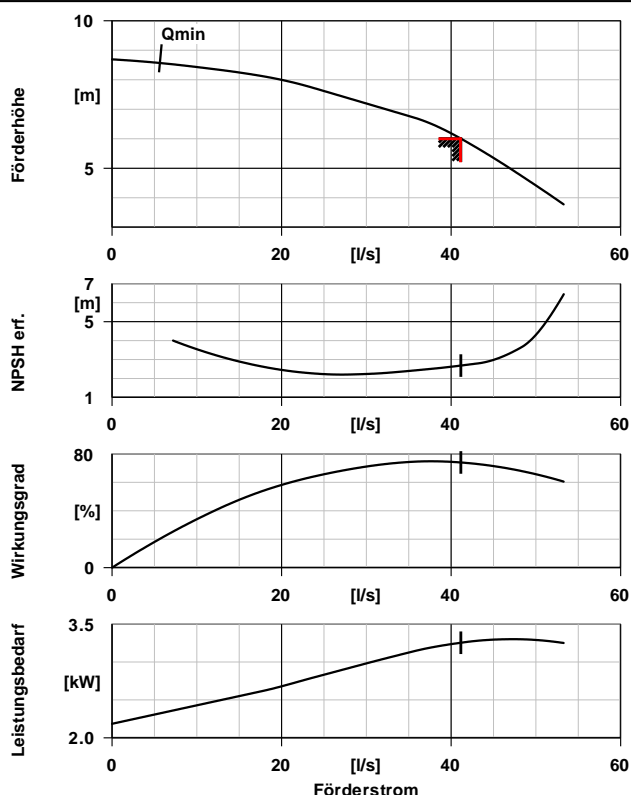 10
Qmin
[m]
Förderhöhe
5
0 20 [l/s] 40 60
7
[m]
5
NPSH erf.
1
0 20 [l/s] 40 60
80
Wirkungsgrad
[%]
0
0 20 [l/s] 40 60
3.5
Leistungsbedarf
[kW]
2.0
0 20 [l/s] 40 60
Förderstrom